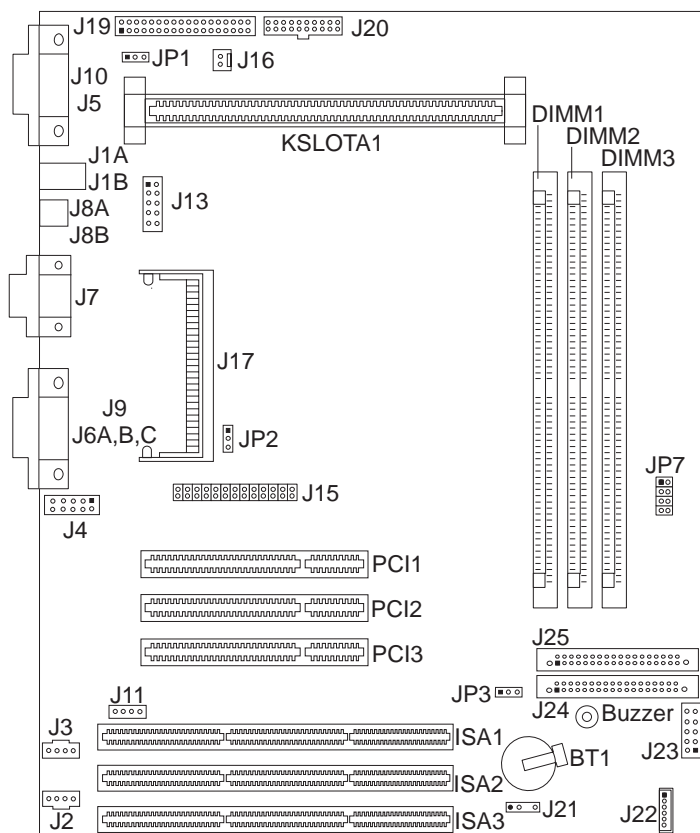 J19
J20
JP1
J16
J10
J5
KSLOTA1
DIMM1
DIMM2
DIMM3
J1A
J1B
J13
J8A
J8B
J7
J17
J9
J6A,B,C
JP2
JP7
J15
J4
PCI1
PCI2
PCI3
J25
JP3
J24
Buzzer
J11
J3
ISA1
J23
BT1
ISA2
J2
ISA3
J21
J22